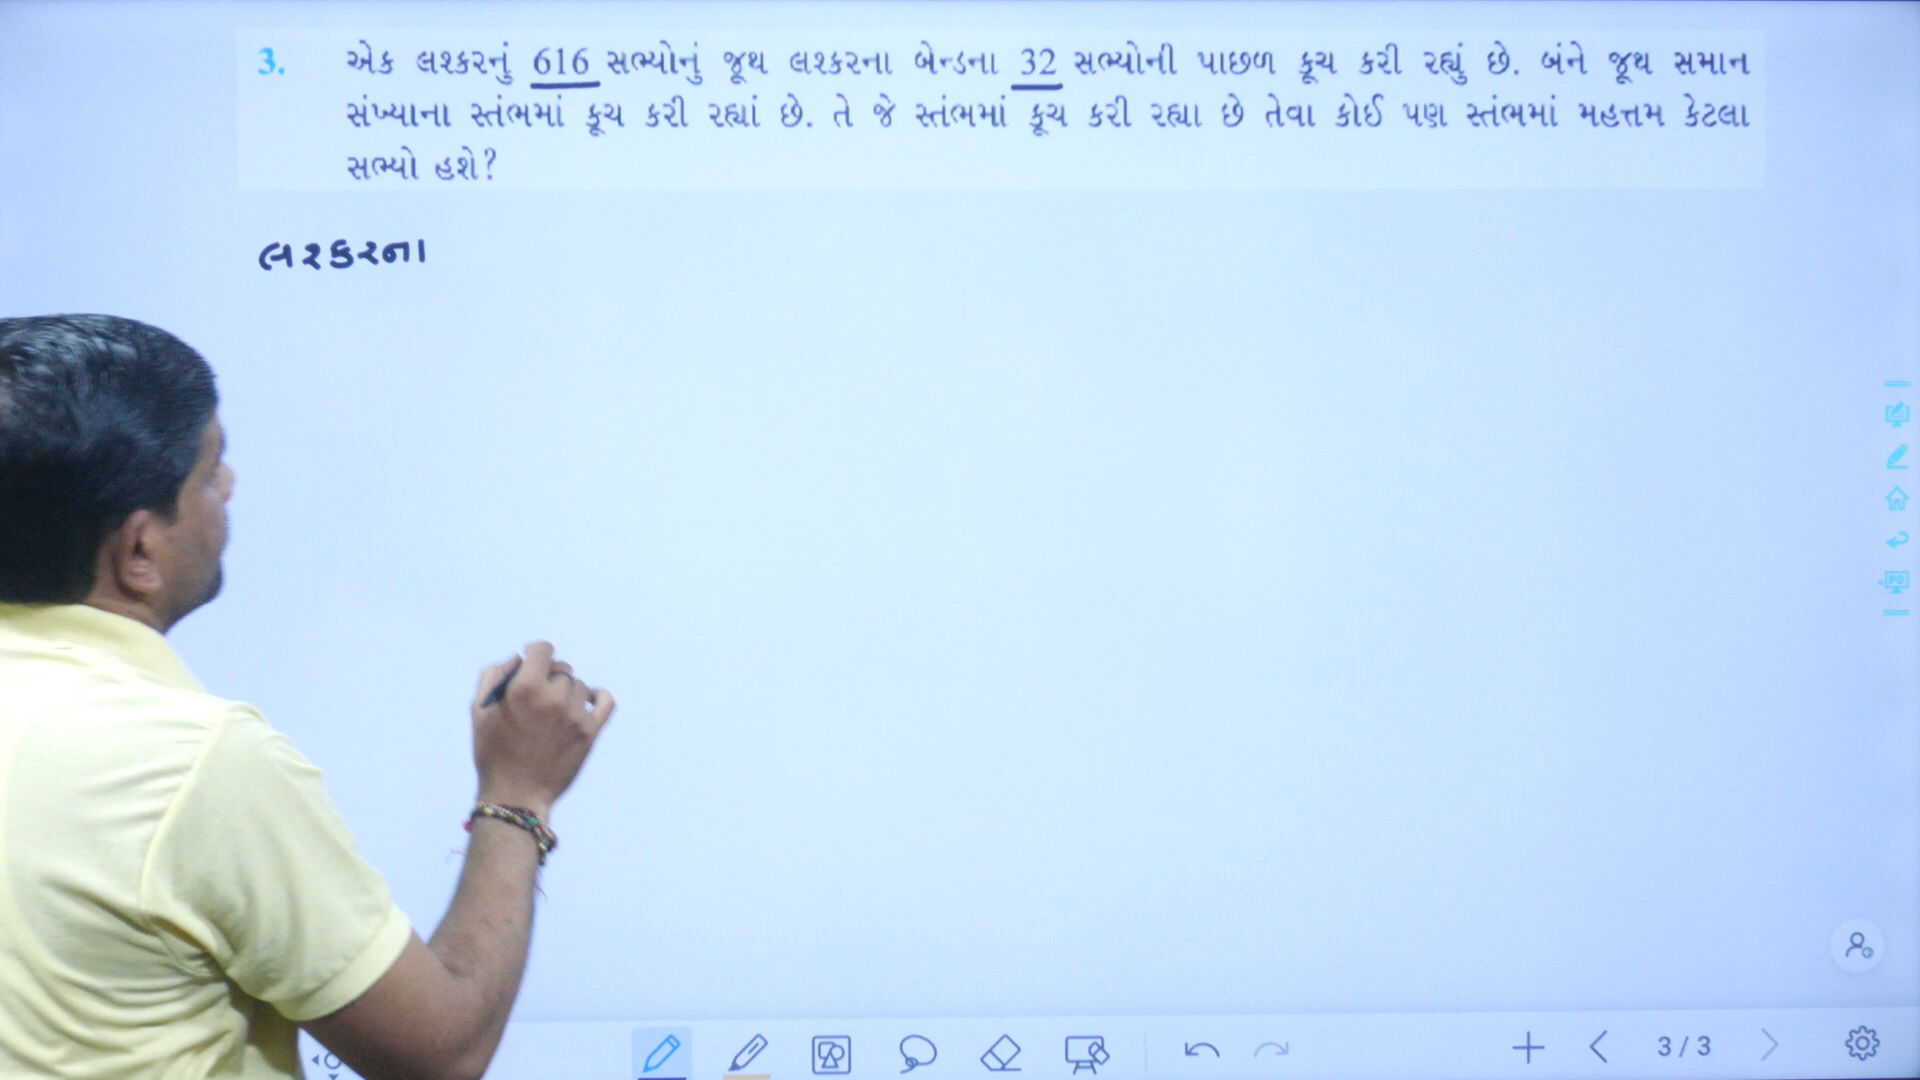 3. એક લશ્કરનું 616 સભ્યોનું જૂથ લશ્કરના બેન્ડના 32 સભ્યોની પાછળ કૂચ કરી રહ્યું છે. બંને જૂથ સમાન
સંખ્યાના સ્તંભમાં કૂચ કરી રહ્યાં છે. તે જે સ્તંભમાં કૂચ કરી રહ્યા છે તેવા કોઈ પણ સ્તંભમાં મહત્તમ કેટલા
સભ્યો હશે?
લશ્કરના
3/3